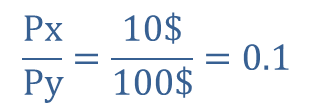 Px/Py = 10$/100$ = 0.1